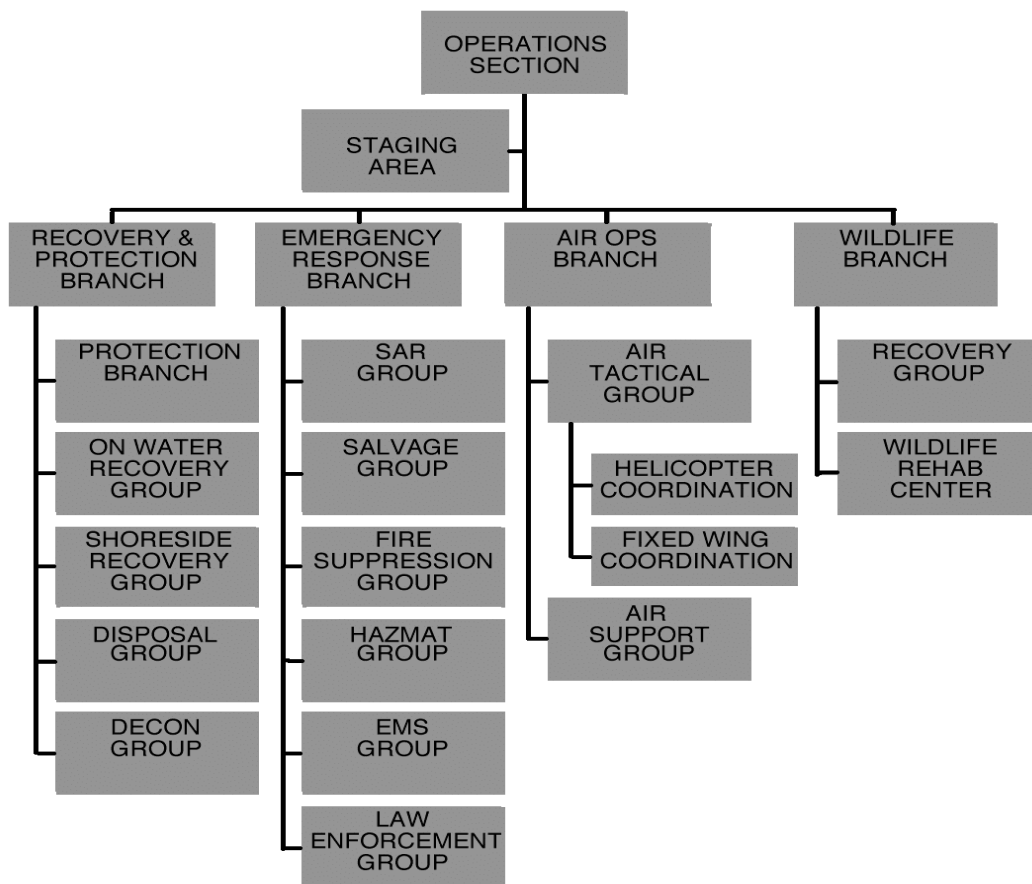 OPERATIONS
SECTION
STAGING
AREA
RECOVERY &
PROTECTION
BRANCH
PROTECTION
BRANCH
ON WATER
RECOVERY
GROUP
SHORESIDE
RECOVERY
GROUP
DISPOSAL
GROUP
DECON
GROUP
EMERGENCY
RESPONSE
BRANCH
SAR
GROUP
SALVAGE
GROUP
FIRE
SUPPRESSION
GROUP
HAZMAT
GROUP
EMS
GROUP
LAW
ENFORCEMENT
GROUP
AIR OPS
BRANCH
AIR
TACTICAL
GROUP
HELICOPTER
COORDINATION
FIXED WING
COORDINATION
AIR
SUPPORT
GROUP
WILDLIFE
BRANCH
RECOVERY
GROUP
WILDLIFE
REHAB
CENTER